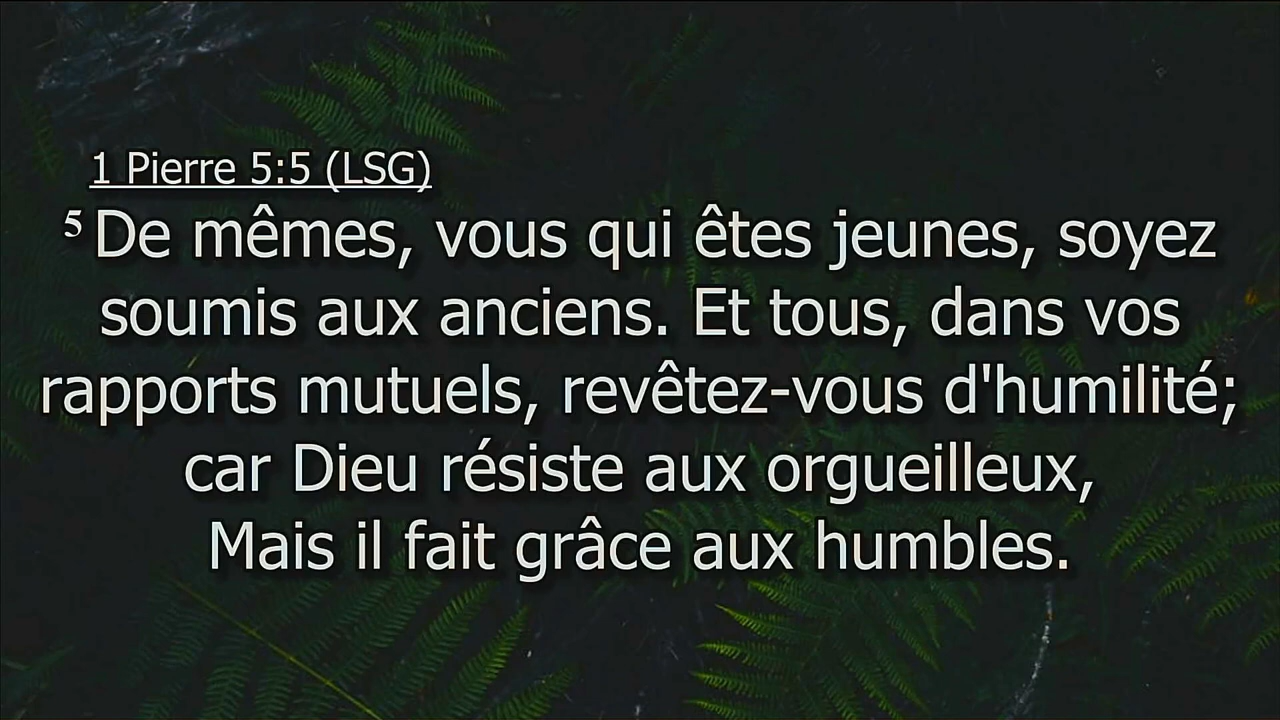 1 Pierre 5:5 (LSG)
5 De mêmes, vous qui êtes jeunes, soyez
soumis aux anciens. Et tous, dans vos
rapports mutuels, revêtez-vous d'humilité;
car Dieu résiste aux orgueilleux,
Mais il fait grâce aux humbles.